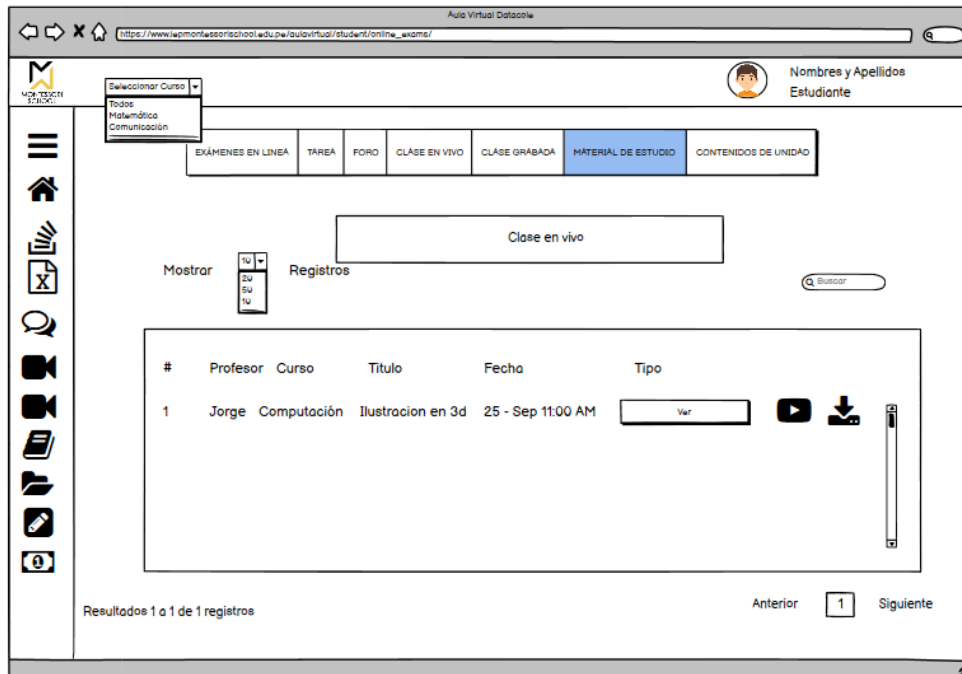 Aula Virtual Datacole
https://www.iepmontessorischool.edu.pe/aulavirtual/student/online_exams/
MONTESSORI
SCHOOL
Seleccionar Curso
Todos
Matemática
Comunicación
Nombres y Apellidos
Estudiante
EXÁMENES EN LINEA TAREA FORO CLASE EN VIVO CLASE GRABADA MATERIAL DE ESTUDIO CONTENIDOS DE UNIDAD
Clase en vivo
Mostrar 10 Registros
20
50
10
Buscar
# Profesor Curso Titulo Fecha Tipo
1 Jorge Computación Ilustracion en 3d 25 - Sep 11:00 AM Ver
Resultados 1 a 1 de 1 registros
Anterior 1 Siguiente